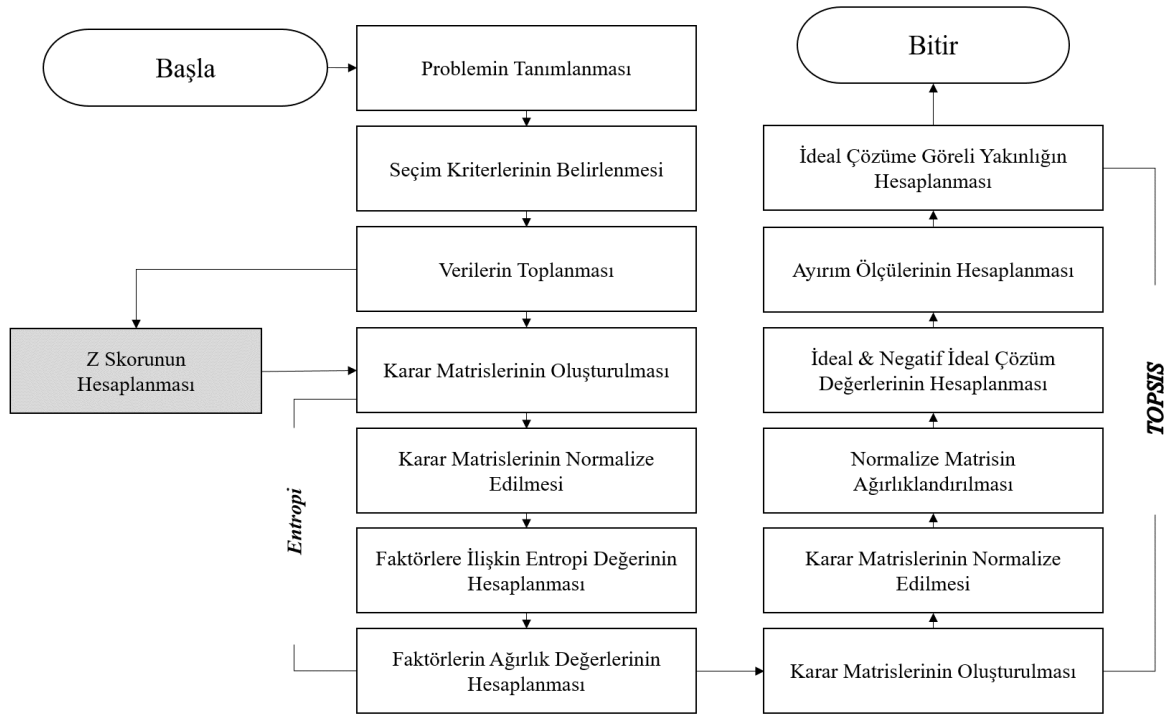 Başla
Problemin Tanımlanması
Seçim Kriterlerinin Belirlenmesi
Verilerin Toplanması
Z Skorunun
Hesaplanması
Karar Matrislerinin Oluşturulması
Entropi
Karar Matrislerinin Normalize
Edilmesi
Faktörlere İlişkin Entropi Değerinin
Hesaplanması
Faktörlerin Ağırlık Değerlerinin
Hesaplanması
Karar Matrislerinin Oluşturulması
Karar Matrislerinin Normalize
Edilmesi
Normalize Matrisin
Ağırlıklandırılması
İdeal & Negatif İdeal Çözüm
Değerlerinin Hesaplanması
Ayırım Ölçülerinin Hesaplanması
İdeal Çözüme Göreli Yakınlığın
Hesaplanması
TOPSIS
Bitir